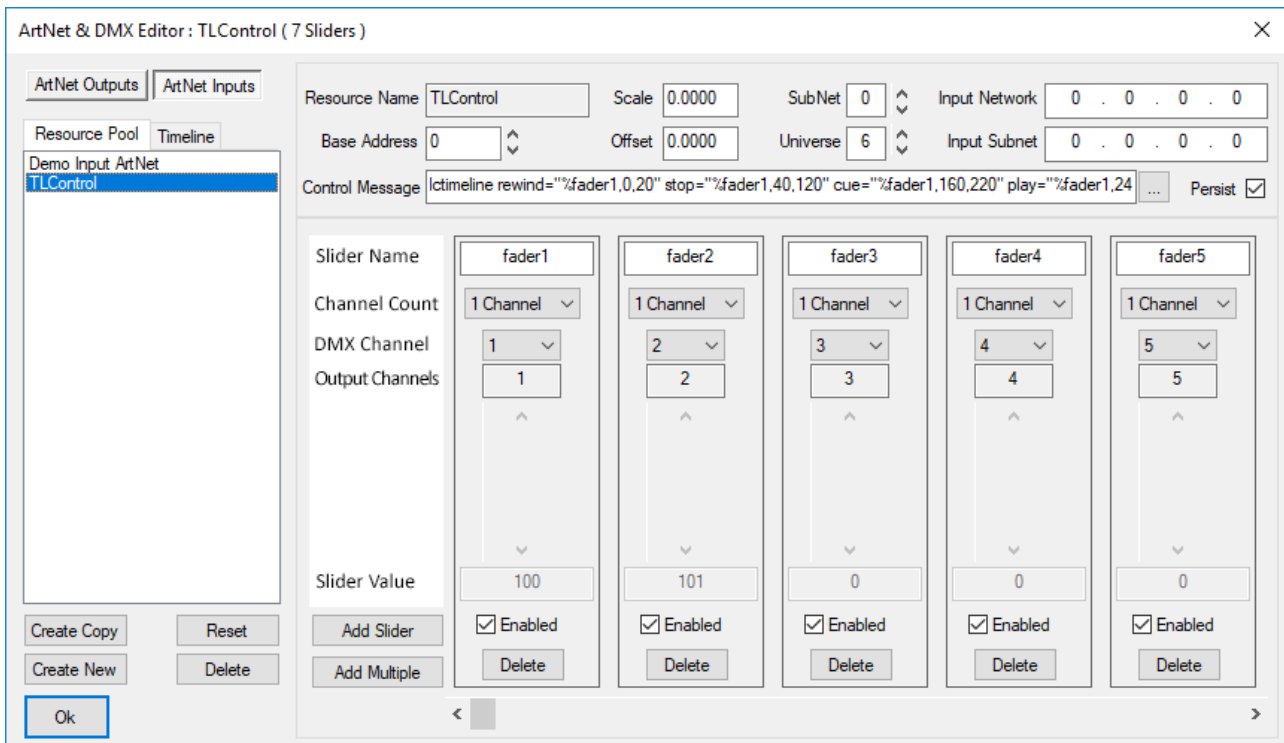 ArtNet & DMX Editor : TLControl ( 7 Sliders )
ArtNet Outputs ArtNet Inputs
Resource Pool Timeline
Demo Input ArtNet
TLControl
Create Copy Reset
Create New Delete
Ok
Resource Name TLControl Scale 0.0000 SubNet 0 Input Network 0 . 0 . 0 . 0
Base Address 0 Offset 0.0000 Universe 6 Input Subnet 0 . 0 . 0 . 0
Control Message lctimeline rewind="%fader1,0,20" stop="%fader1,40,120" cue="%fader1,160,220" play="%fader1,24 ... Persist
Slider Name fader1 fader2 fader3 fader4 fader5
Channel Count 1 Channel 1 Channel 1 Channel 1 Channel 1 Channel
DMX Channel 1 2 3 4 5
Output Channels 1 2 3 4 5
Slider Value 100 101 0 0 0
Add Slider Enabled Enabled Enabled Enabled Enabled
Add Multiple Delete Delete Delete Delete Delete